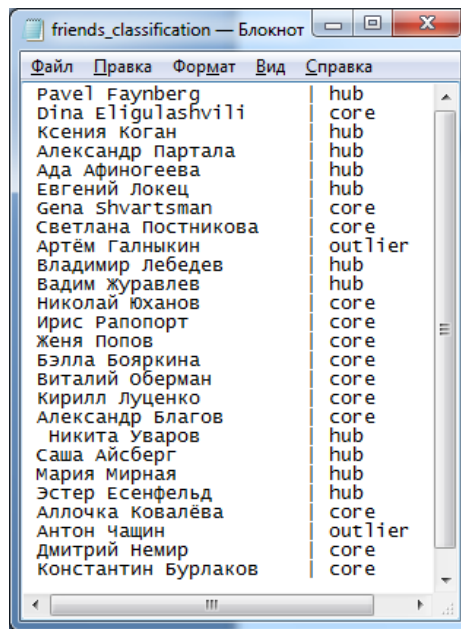 friends_classification — Блокнот
Файл Правка Формат Вид Справка
Pavel Faynberg | hub
Dina Eligulashvili | core
Ксения Коган | hub
Александр Партала | hub
Ада Афиногеева | hub
Евгений Локец | hub
Gena Shvartsman | core
Светлана Постникова | core
Артём Галныкин | outlier
Владимир Лебедев | hub
Вадим Журавлев | hub
Николай Юханов | core
Ирис Рапопорт | core
Женя Попов | core
Бэлла Бояркина | core
Виталий Оберман | core
Кирилл Луценко | core
Александр Благов | core
Никита Уваров | hub
Саша Айсберг | hub
Мария Мирная | hub
Эстер Есенфельд | hub
Аллочка Ковалёва | core
Антон Чащин | outlier
Дмитрий Немир | core
Константин Бурлаков | core